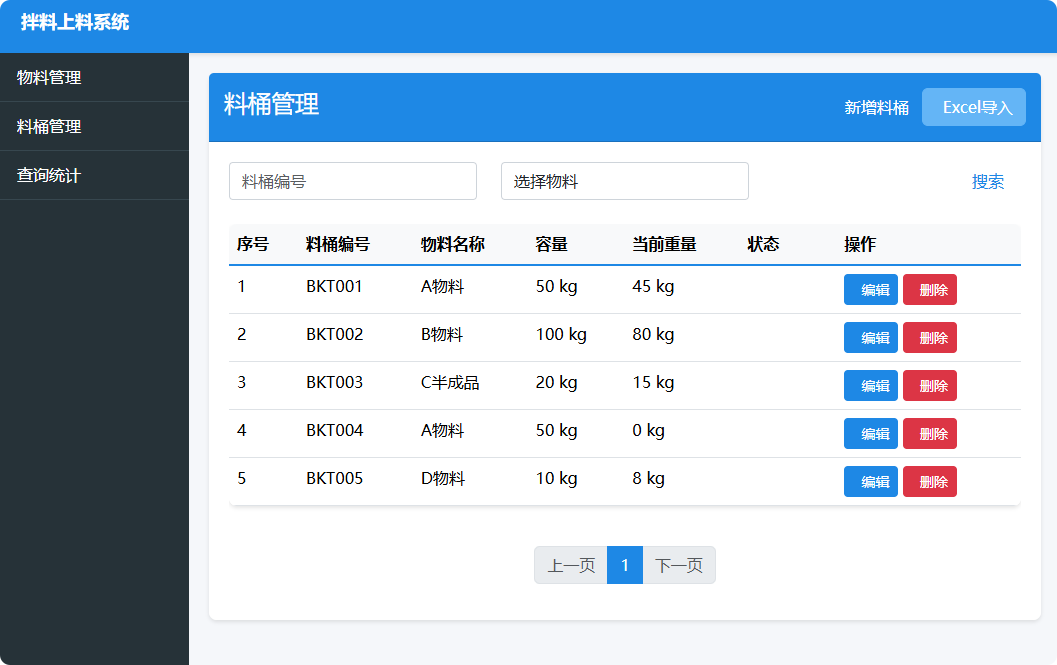 拌料上料系统
物料管理
料桶管理
查询统计
料桶管理
新增料桶 Excel导入
料桶编号 选择物料 搜索
序号 料桶编号 物料名称 容量 当前重量 状态 操作
1 BKT001 A物料 50 kg 45 kg 编辑 删除
2 BKT002 B物料 100 kg 80 kg 编辑 删除
3 BKT003 C半成品 20 kg 15 kg 编辑 删除
4 BKT004 A物料 50 kg 0 kg 编辑 删除
5 BKT005 D物料 10 kg 8 kg 编辑 删除
上一页 1 下一页